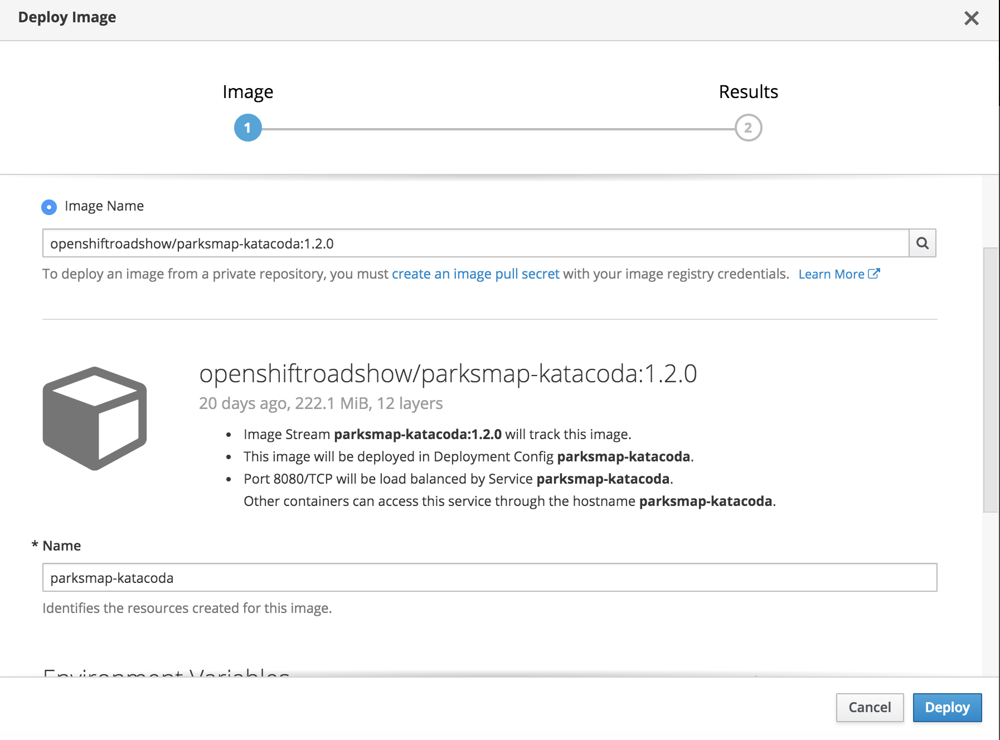 Deploy Image
Image
Results
1
2
Image Name
openshiftroadshow/parksmap-katacoda:1.2.0
To deploy an image from a private repository, you must create an image pull secret with your image registry credentials. Learn More
openshiftroadshow/parksmap-katacoda:1.2.0
20 days ago, 222.1 MiB, 12 layers
• Image Stream parksmap-katacoda:1.2.0 will track this image.
• This image will be deployed in Deployment Config parksmap-katacoda.
• Port 8080/TCP will be load balanced by Service parksmap-katacoda.
Other containers can access this service through the hostname parksmap-katacoda.
* Name
parksmap-katacoda
Identifies the resources created for this image.
Environment Variables
Cancel
Deploy